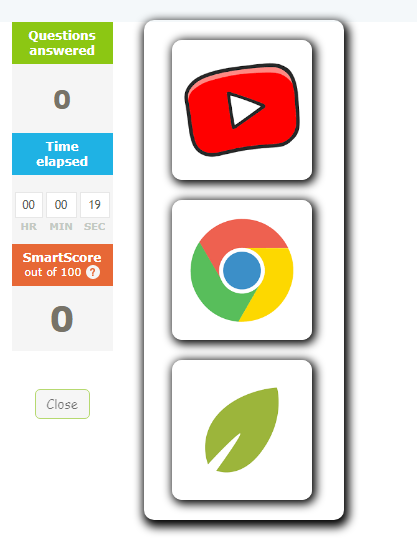 Questions
answered
0
Time
elapsed
00 00 19
HR MIN SEC
SmartScore
out of 100 ?
0
Close